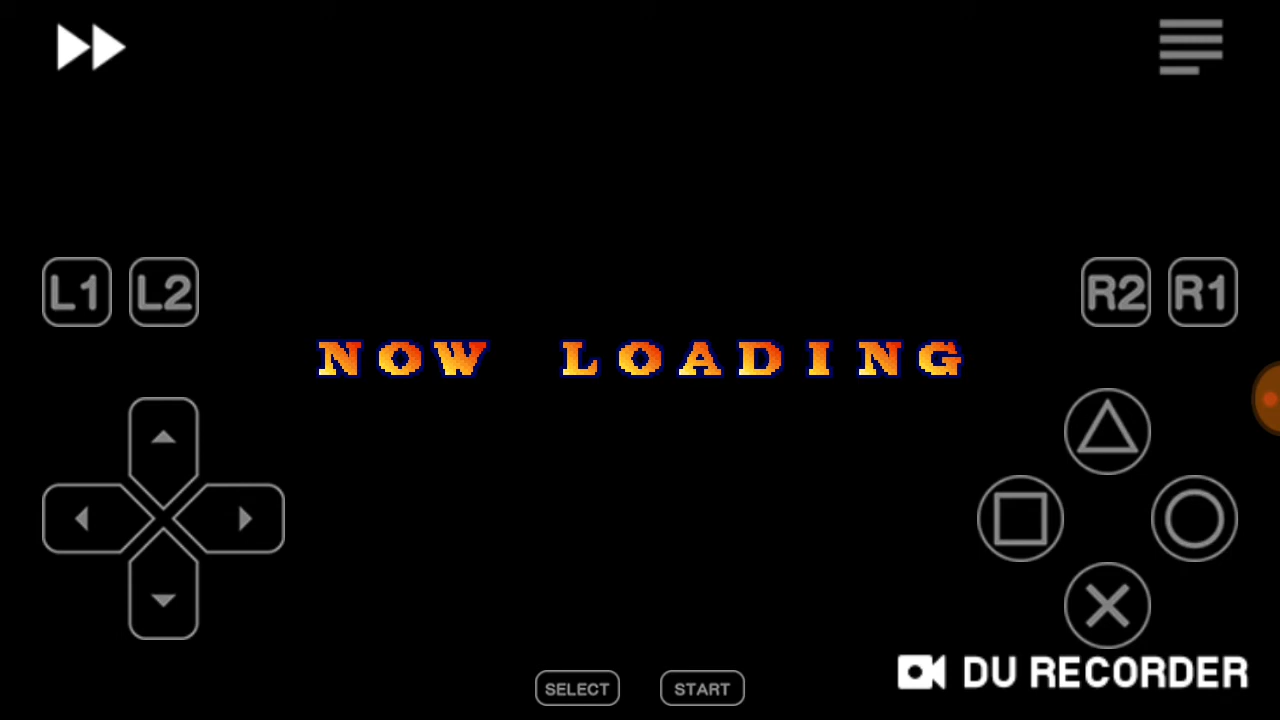 L1 L2 R2 R1
NOW LOADING
DU RECORDER
SELECT START